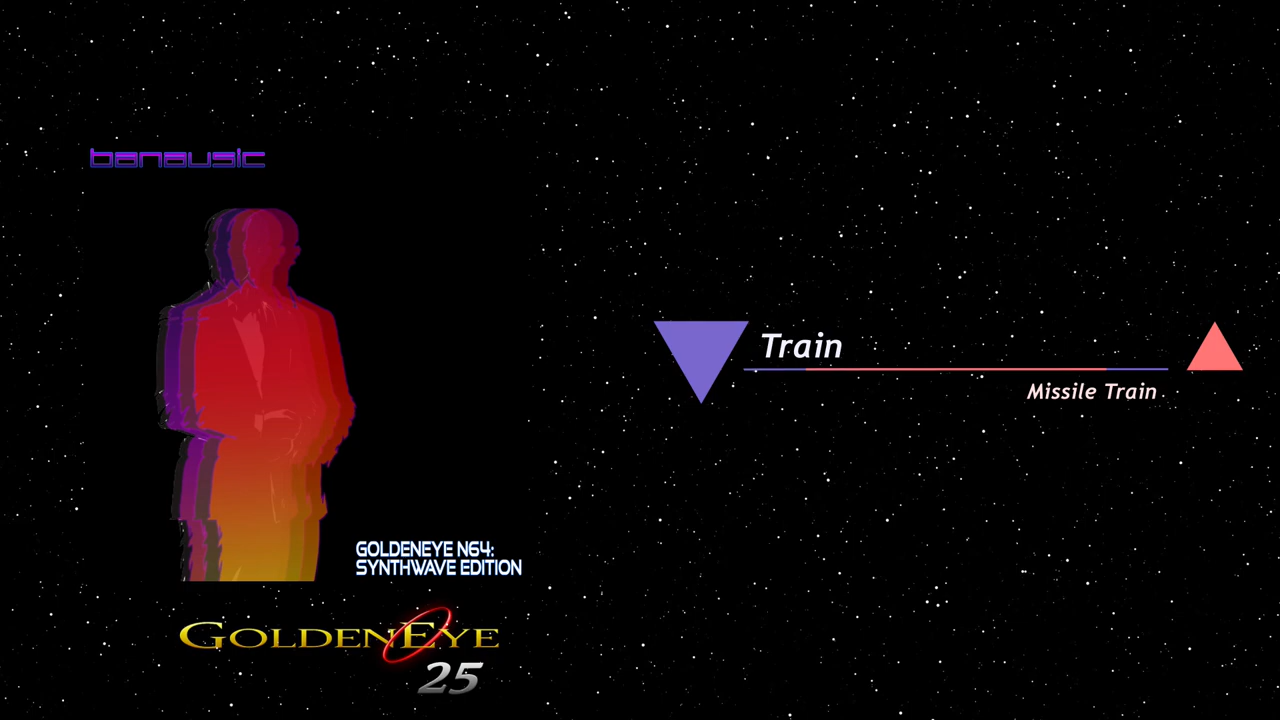 banausic
Train
Missile Train
GOLDENEYE N64:
SYNTHWAVE EDITION
GOLDENEYE
25